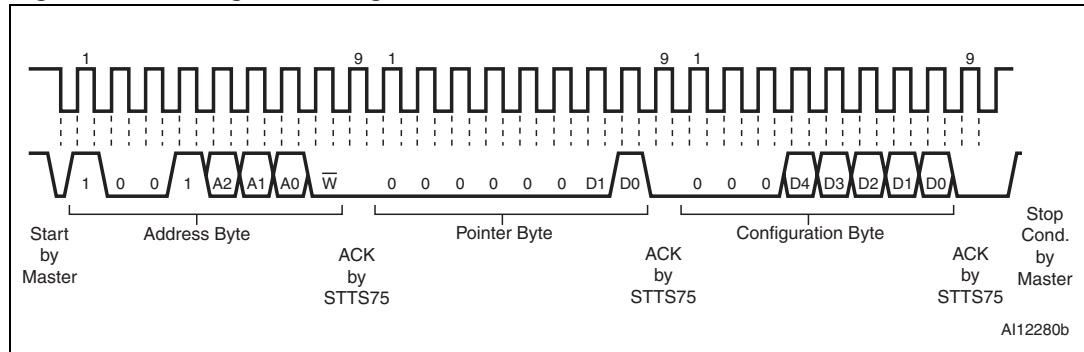 1 9 1 9 1 9
1 0 0 1 A2 A1 A0 W 0 0 0 0 0 0 D1 D0 0 0 0 D4 D3 D2 D1 D0
Start
by
Master
Address Byte
ACK
by
STTS75
Pointer Byte
ACK
by
STTS75
Configuration Byte
ACK
by
STTS75
Stop
Cond.
by
Master
AI12280b